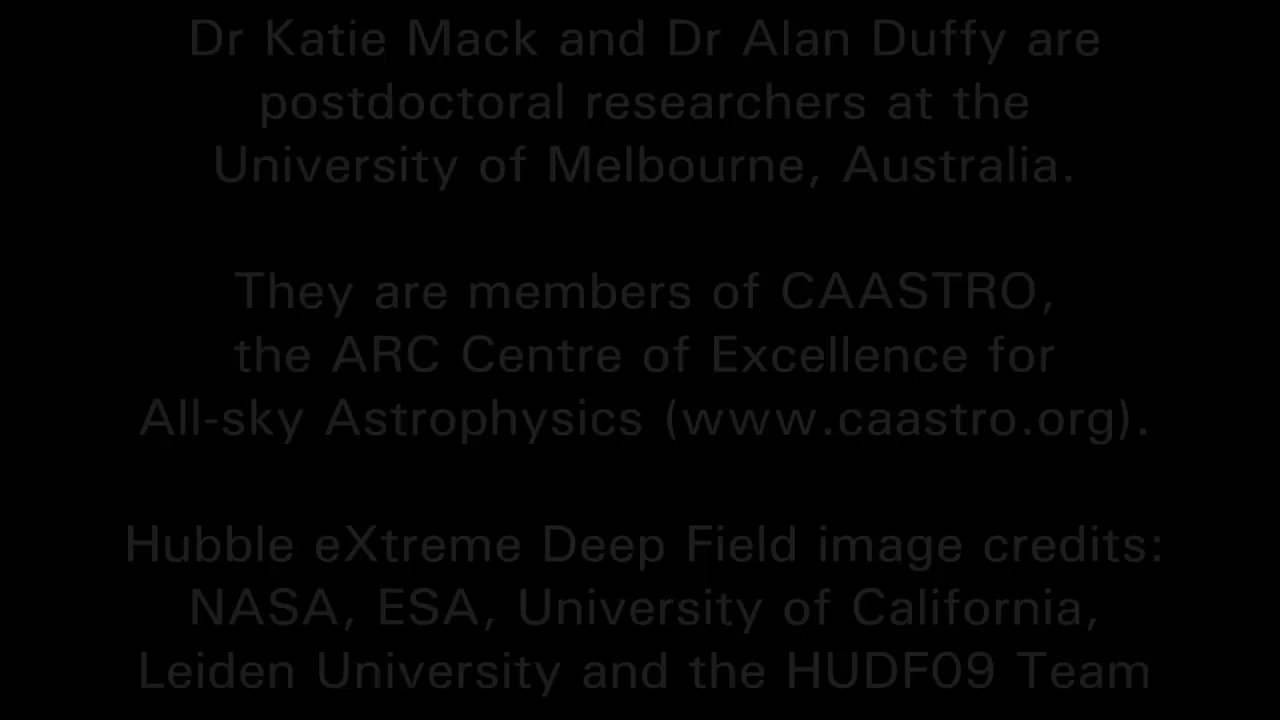 Dr Katie Mack and Dr Alan Duffy are
postdoctoral researchers at the
University of Melbourne, Australia.
They are members of CAASTRO,
the ARC Centre of Excellence for
All-sky Astrophysics (www.caastro.org).
Hubble eXtreme Deep Field image credits:
NASA, ESA, University of California,
Leiden University and the HUDF09 Team